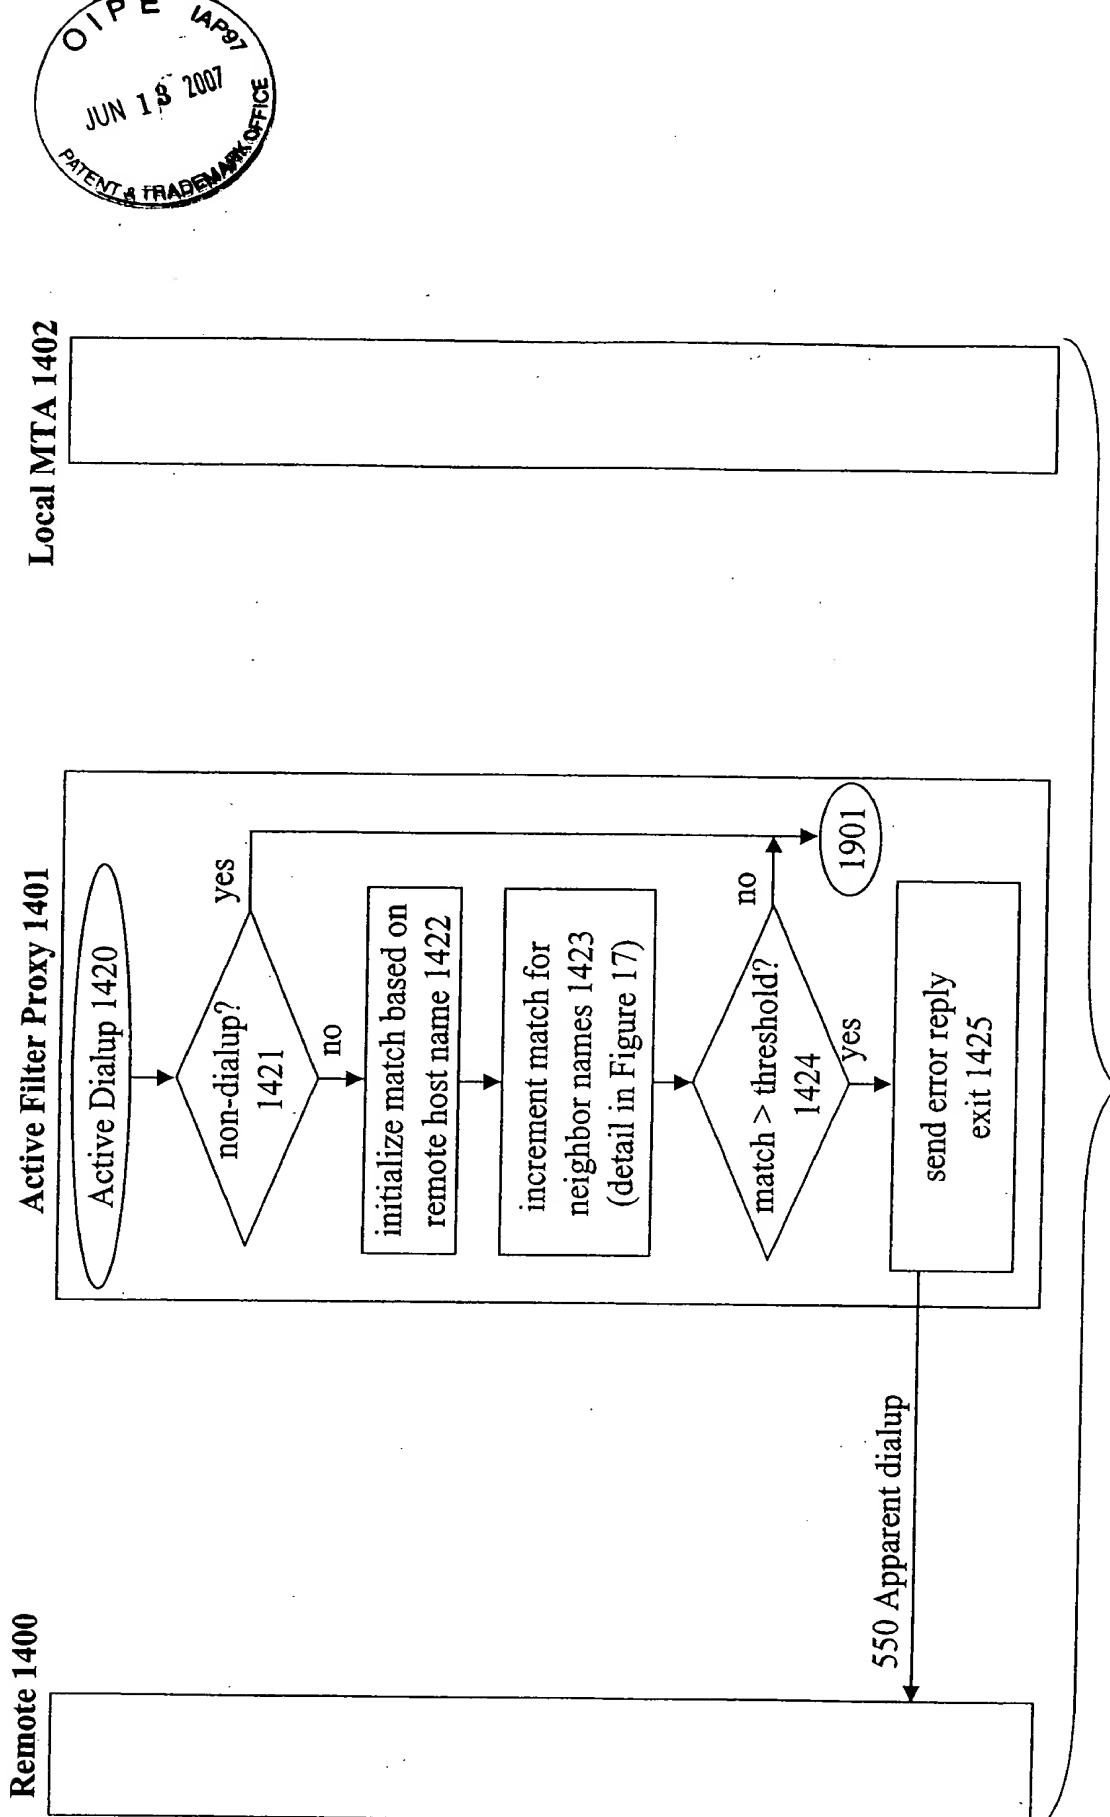 OIPE IAP97
JUN 13 2007
PATENT & TRADEMARK OFFICE
Remote 1400
Active Filter Proxy 1401
Local MTA 1402
Active Dialup 1420
non-dialup?
1421
yes
no
initialize match based on
remote host name 1422
increment match for
neighbor names 1423
(detail in Figure 17)
match > threshold?
1424
no
yes
1901
send error reply
exit 1425
550 Apparent dialup